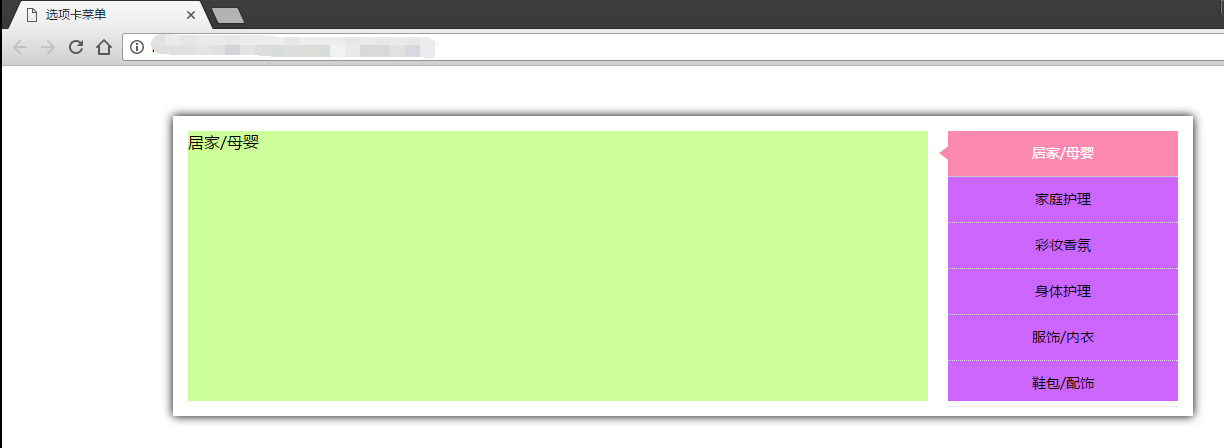 选项卡菜单
居家/母婴
居家/母婴
家庭护理
彩妆香氛
身体护理
服饰/内衣
鞋包/配饰